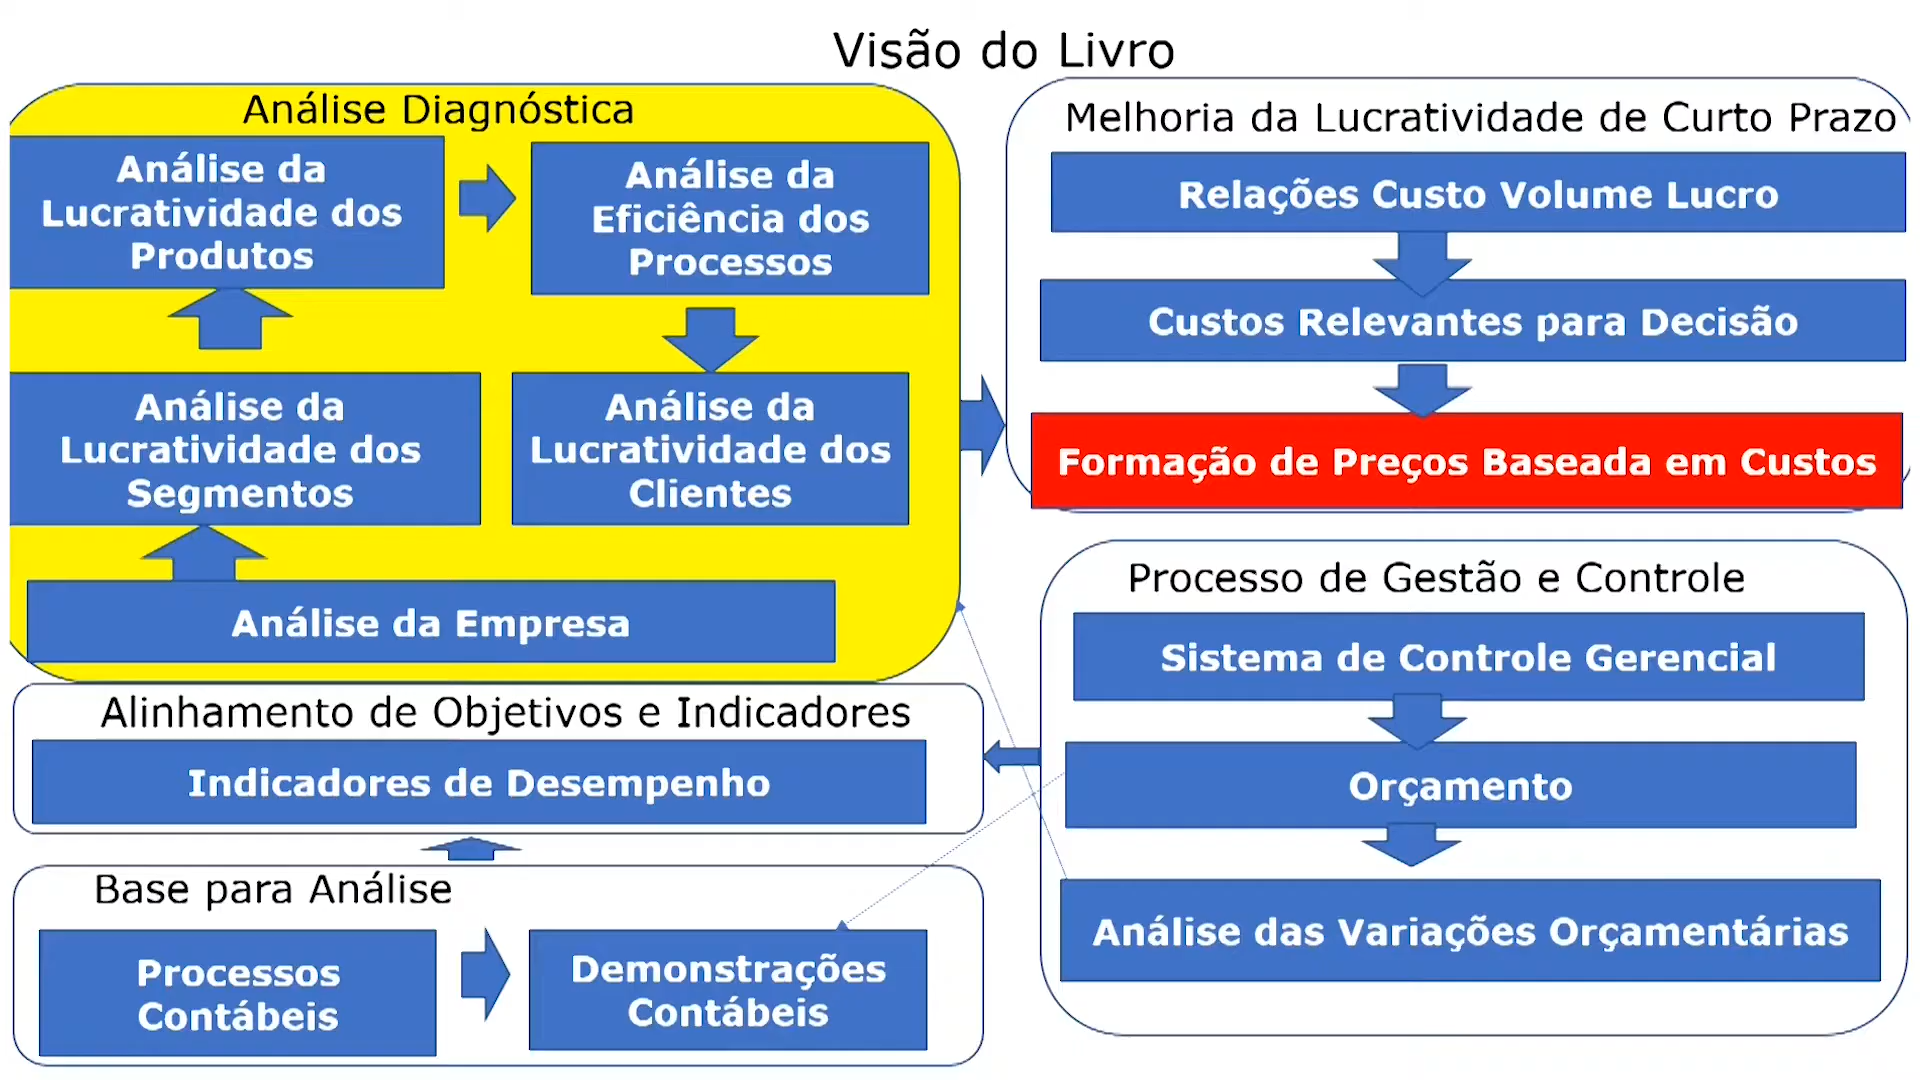 Visão do Livro
Análise Diagnóstica
Análise da
Lucratividade dos
Produtos
Análise da
Eficiência dos
Processos
Análise da
Lucratividade dos
Segmentos
Análise da
Lucratividade dos
Clientes
Análise da Empresa
Melhoria da Lucratividade de Curto Prazo
Relações Custo Volume Lucro
Custos Relevantes para Decisão
Formação de Preços Baseada em Custos
Alinhamento de Objetivos e Indicadores
Indicadores de Desempenho
Base para Análise
Processos
Contábeis
Demonstrações
Contábeis
Processo de Gestão e Controle
Sistema de Controle Gerencial
Orçamento
Análise das Variações Orçamentárias